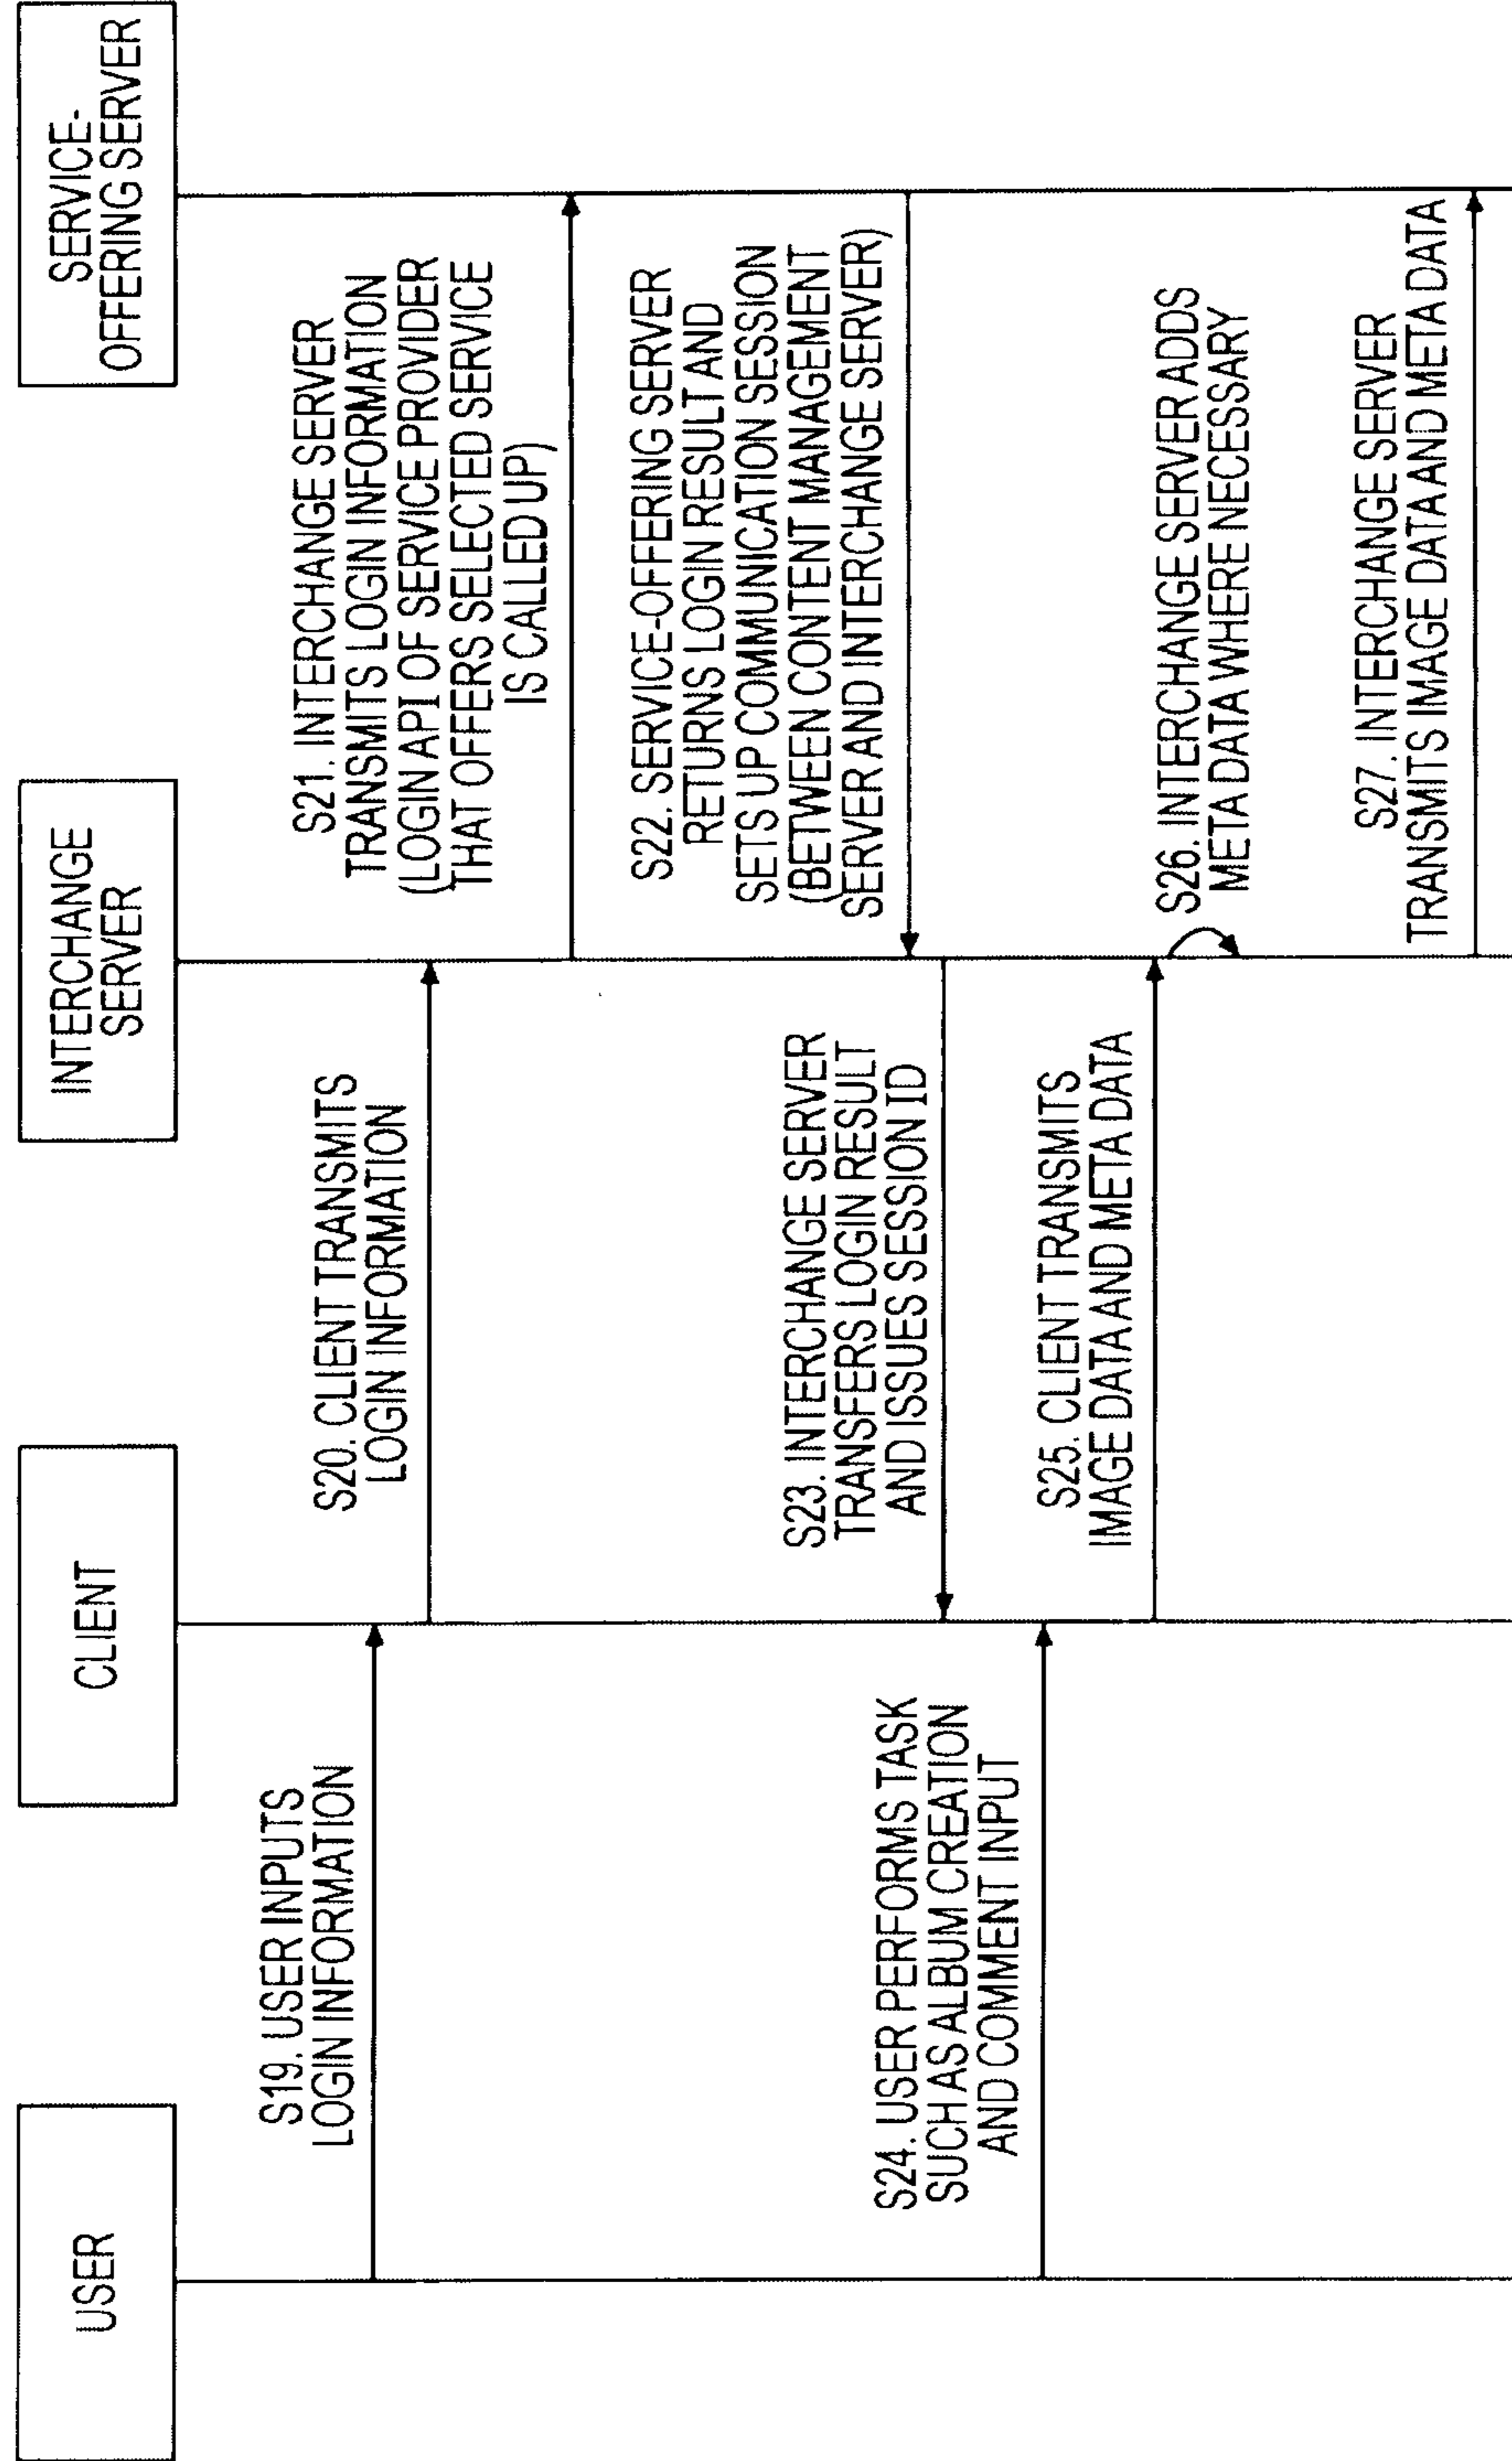 USER
CLIENT
INTERCHANGE
SERVER
SERVICE-
OFFERING SERVER
S19. USER INPUTS
LOGIN INFORMATION
S20. CLIENT TRANSMITS
LOGIN INFORMATION
S21. INTERCHANGE SERVER
TRANSMITS LOGIN INFORMATION
(LOGIN API OF SERVICE PROVIDER
THAT OFFERS SELECTED SERVICE
IS CALLED UP)
S22. SERVICE-OFFERING SERVER
RETURNS LOGIN RESULT AND
SETS UP COMMUNICATION SESSION
(BETWEEN CONTENT MANAGEMENT
SERVER AND INTERCHANGE SERVER)
S23. INTERCHANGE SERVER
TRANSFERS LOGIN RESULT
AND ISSUES SESSION ID
S24. USER PERFORMS TASK
SUCH AS ALBUM CREATION
AND COMMENT INPUT
S25. CLIENT TRANSMITS
IMAGE DATA AND META DATA
S26. INTERCHANGE SERVER ADDS
META DATA WHERE NECESSARY
S27. INTERCHANGE SERVER
TRANSMITS IMAGE DATA AND META DATA